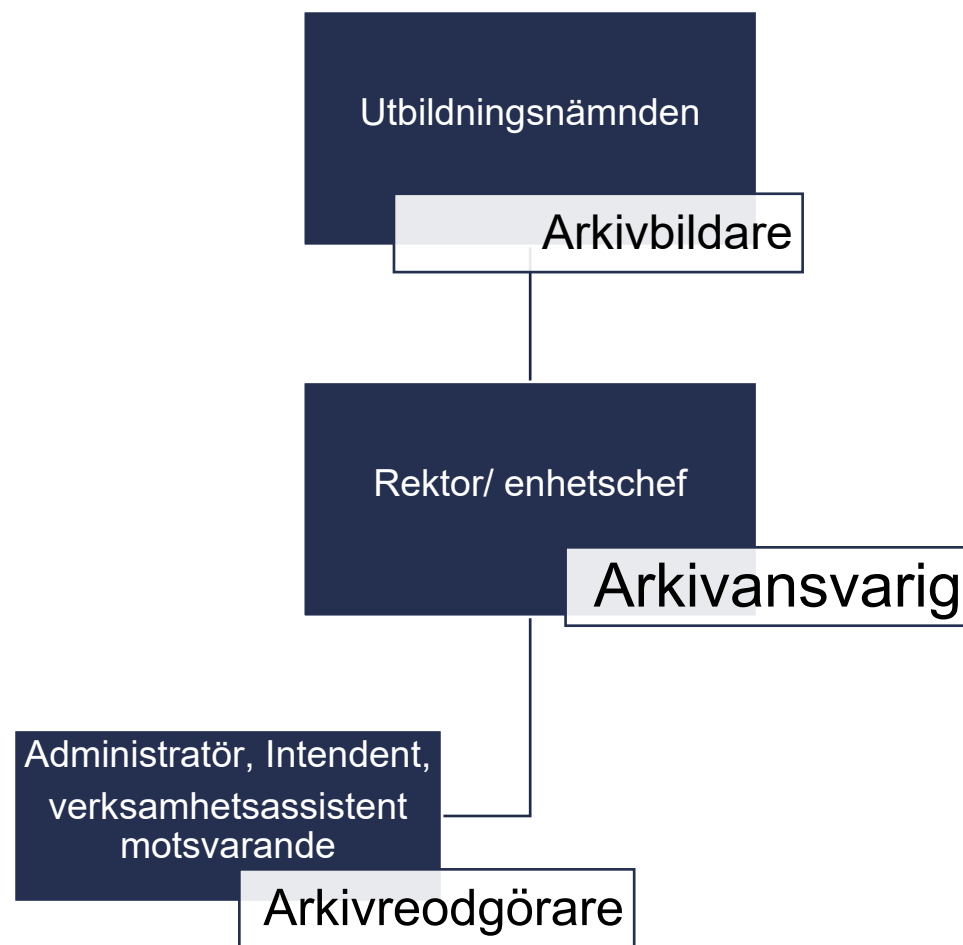 Utbildningsnämnden
Arkivbildare
Rektor/ enhetschef
Arkivansvarig
Administratör, Intendent,
verksamhetsassistent
motsvarande
Arkivreodgörare